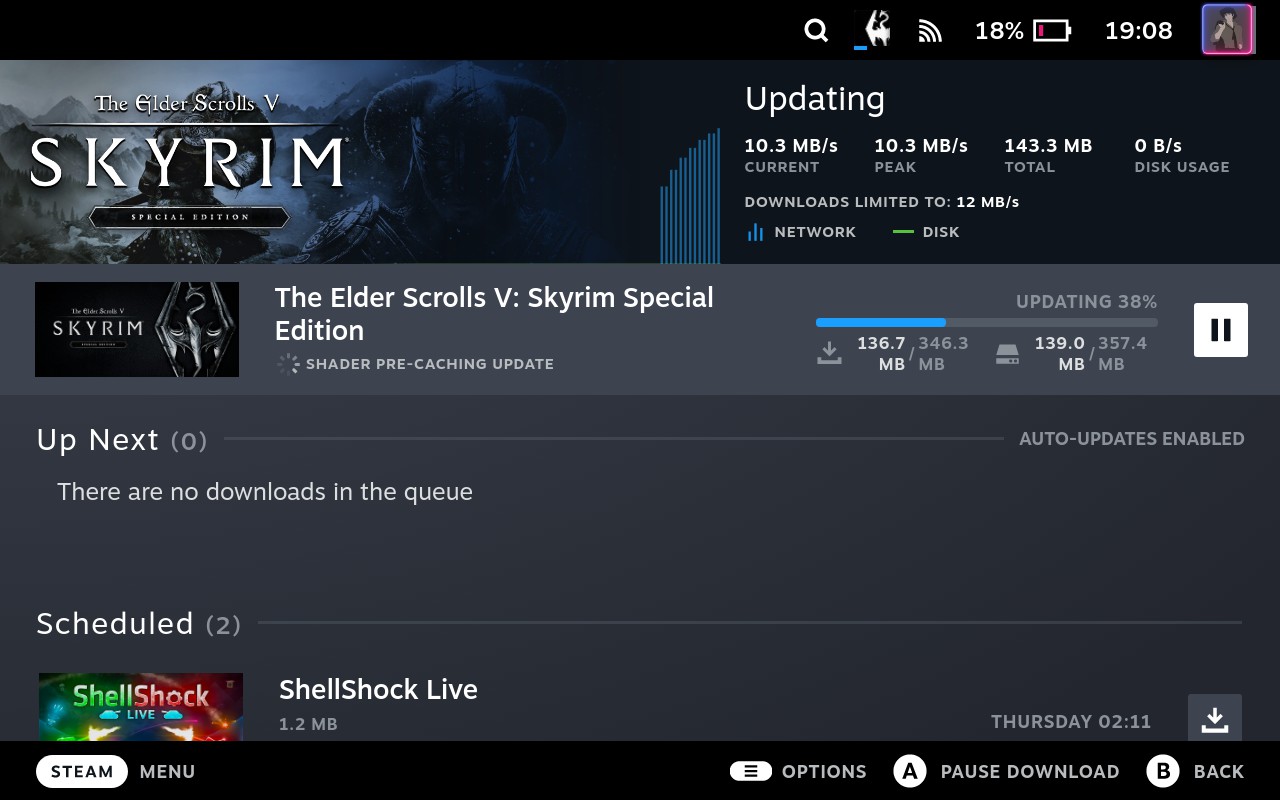 18%
19:08
The Elder Scrolls V
SKYRIM
SPECIAL EDITION
Updating
10.3 MB/s
CURRENT
10.3 MB/s
PEAK
143.3 MB
TOTAL
0 B/s
DISK USAGE
DOWNLOADS LIMITED TO: 12 MB/s
NETWORK
DISK
The Elder Scrolls V
SKYRIM
SPECIAL EDITION
The Elder Scrolls V: Skyrim Special
Edition
SHADER PRE-CACHING UPDATE
UPDATING 38%
136.7 / 346.3
MB MB
139.0 / 357.4
MB MB
Up Next (0)
AUTO-UPDATES ENABLED
There are no downloads in the queue
Scheduled (2)
ShellShock
LIVE
ShellShock Live
1.2 MB
THURSDAY 02:11
STEAM MENU
OPTIONS
A PAUSE DOWNLOAD
B BACK